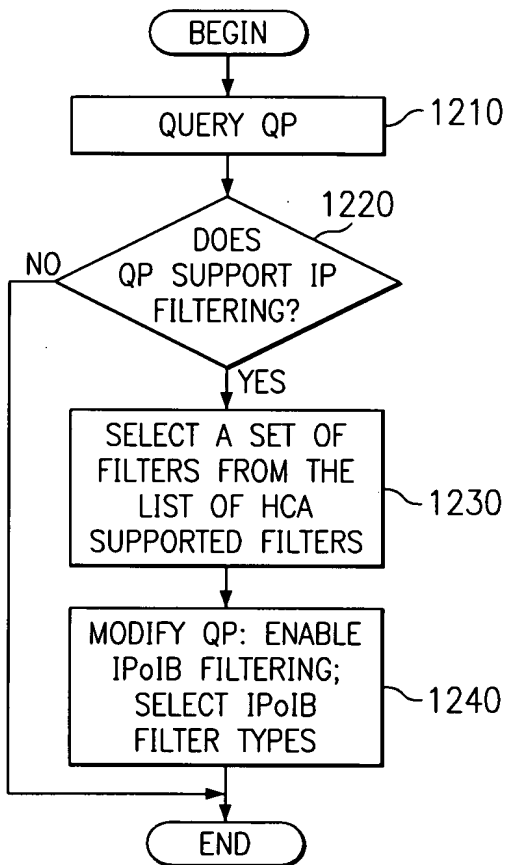 BEGIN
QUERY QP
1210
1220
DOES
QP SUPPORT IP
FILTERING?
NO
YES
SELECT A SET OF
FILTERS FROM THE
LIST OF HCA
SUPPORTED FILTERS
1230
MODIFY QP: ENABLE
IPoIB FILTERING;
SELECT IPoIB
FILTER TYPES
1240
END